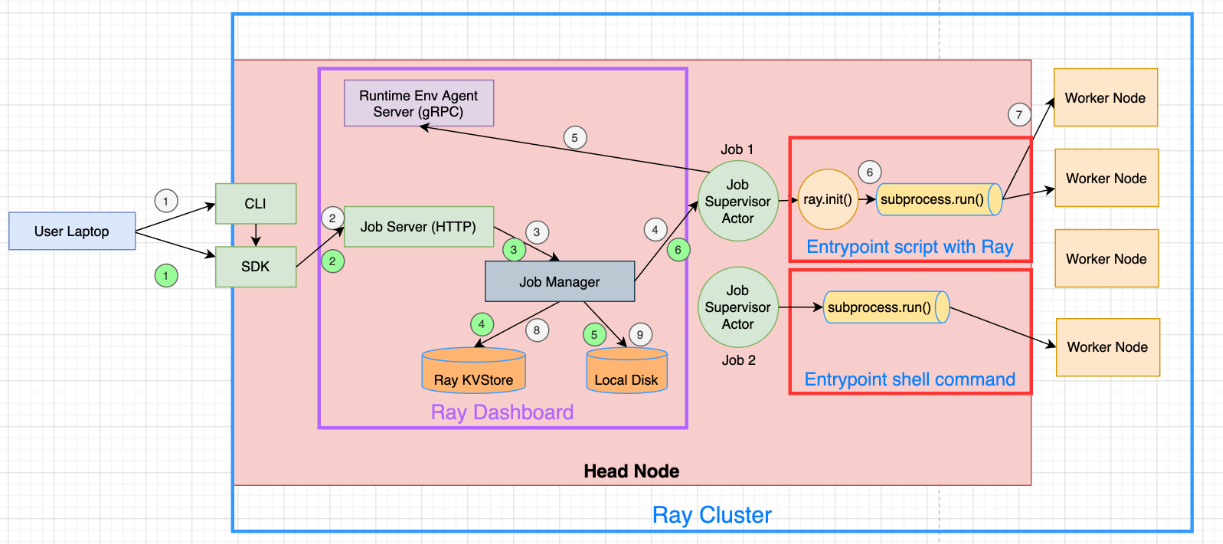 Runtime Env Agent
Server (gRPC)
5
7
Worker Node
Job 1
Job
Supervisor
Actor
ray.init()
6
subprocess.run()
Entrypoint script with Ray
Worker Node
1
CLI
User Laptop
SDK
1
2
2
Job Server (HTTP)
3
3
Job Manager
4
6
4
8
5
9
Ray KVStore
Local Disk
Ray Dashboard
Worker Node
Job
Supervisor
Actor
Job 2
subprocess.run()
Entrypoint shell command
Worker Node
Head Node
Ray Cluster